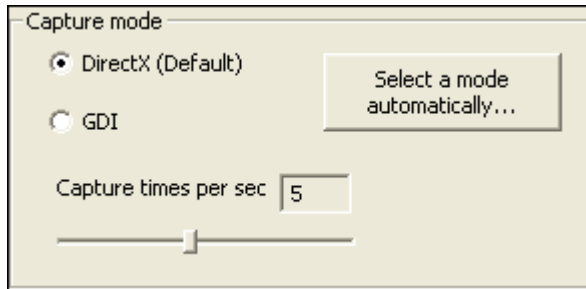 Capture mode
DirectX (Default)
Select a mode
automatically...
GDI
Capture times per sec 5